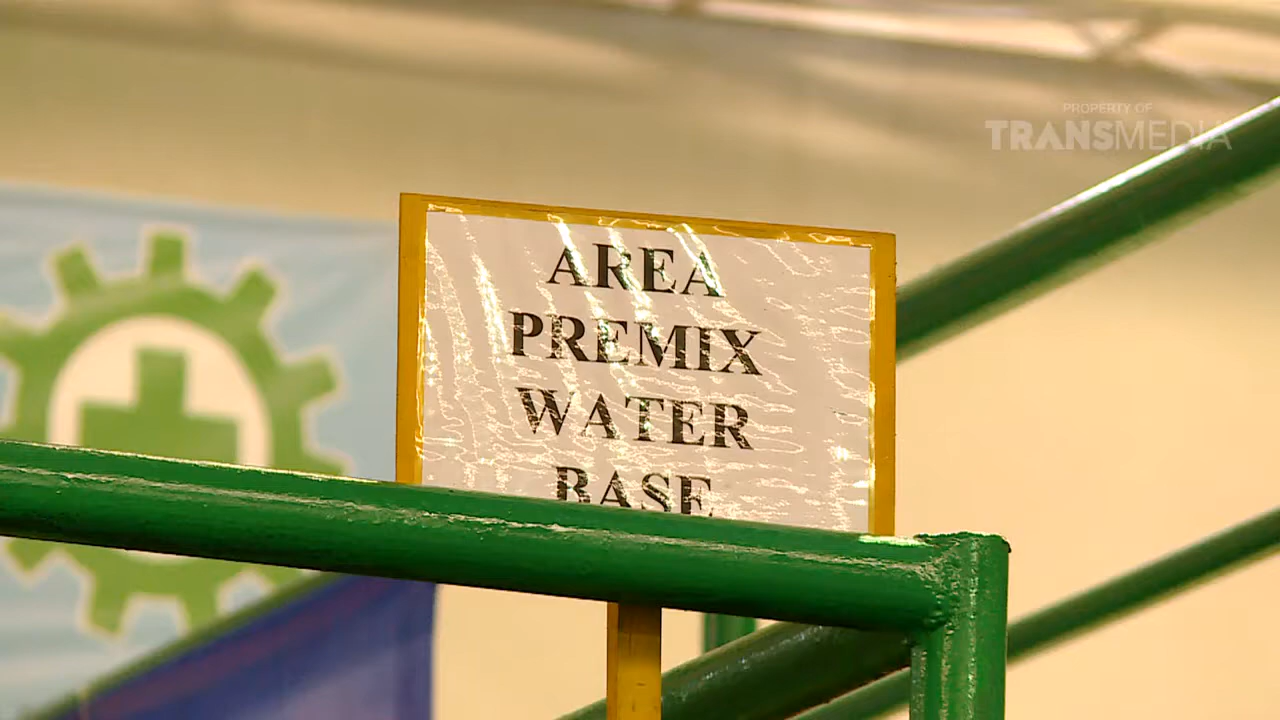 PROPERTY OF
TRANSMEDIA
AREA
PREMIX
WATER
BASE